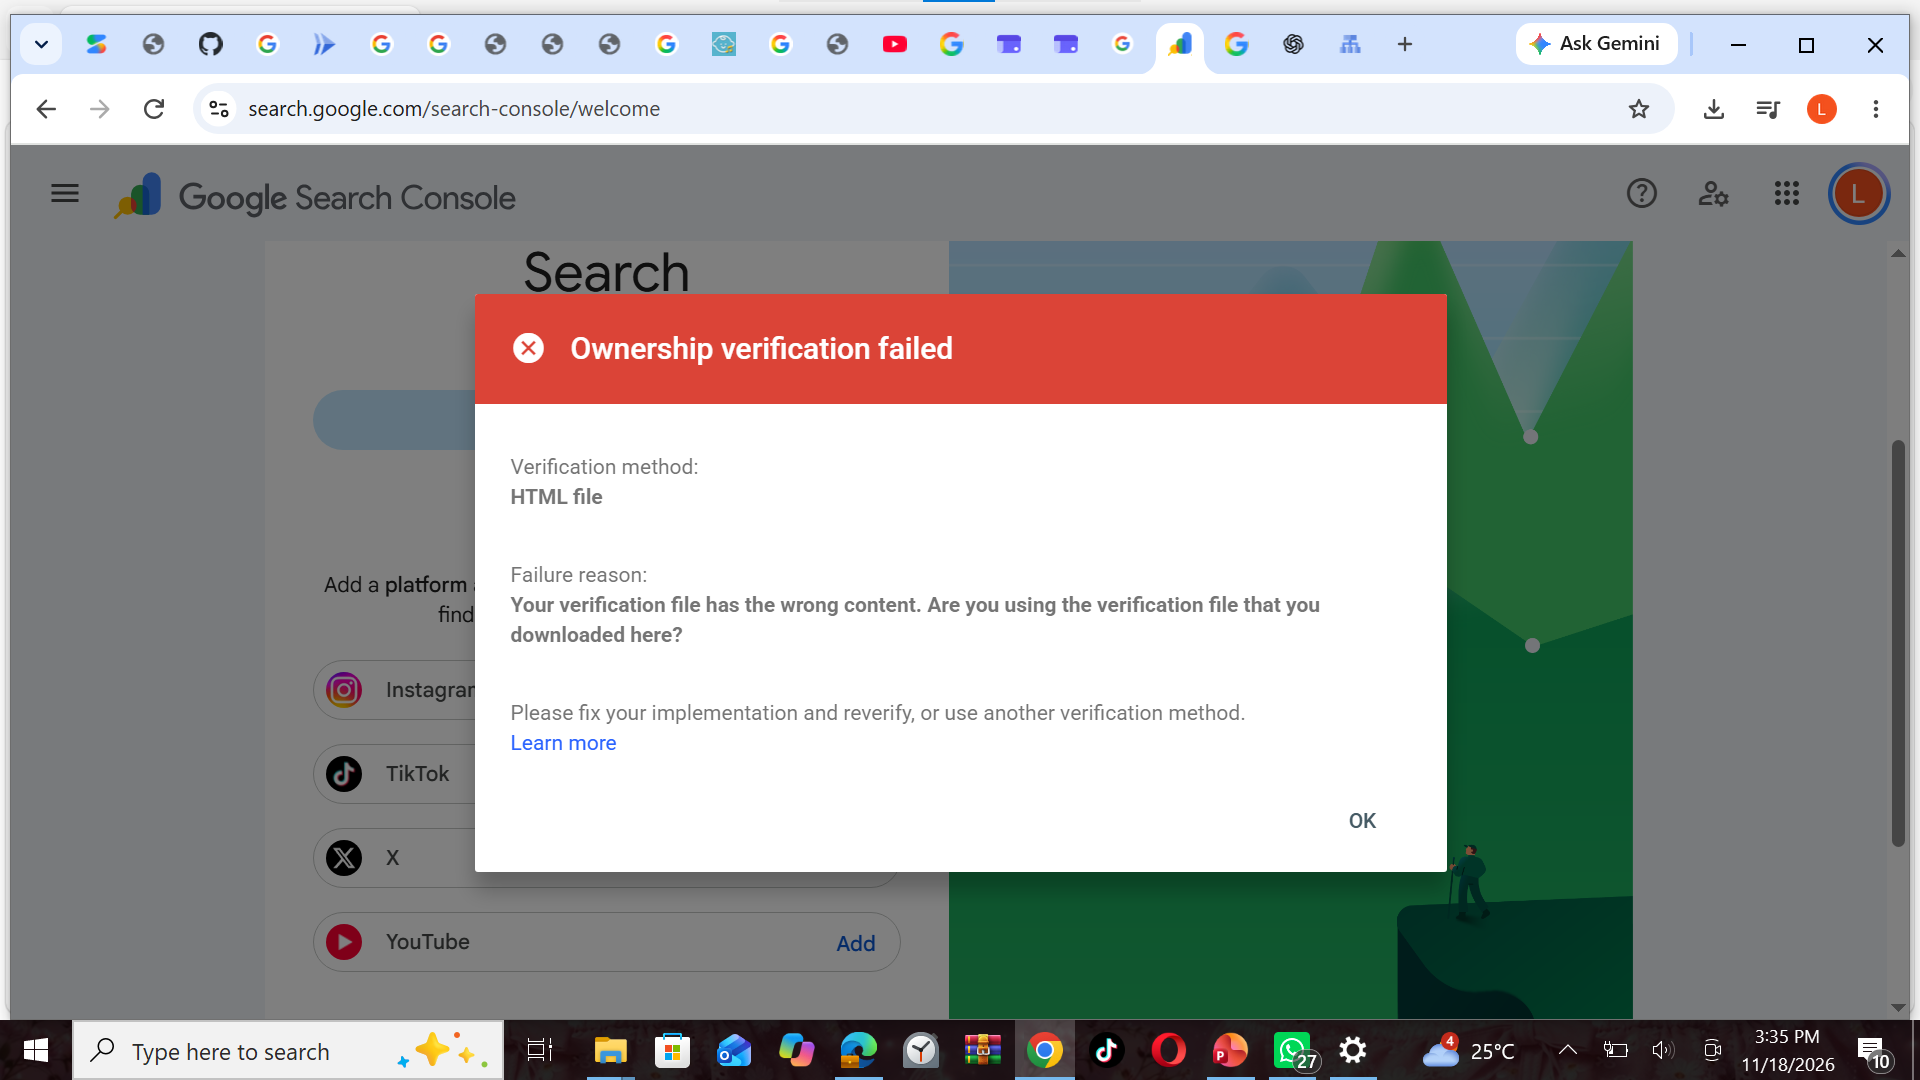 Ask Gemini
search.google.com/search-console/welcome
L
Google Search Console
L
Search
Ownership verification failed
Verification method:
HTML file
Failure reason:
Your verification file has the wrong content. Are you using the verification file that you
downloaded here?
Please fix your implementation and reverify, or use another verification method.
Learn more
OK
Add a platform
find
Instagram
TikTok
X
YouTube
Add
Type here to search
27
4
25°C
3:35 PM
11/18/2026
10